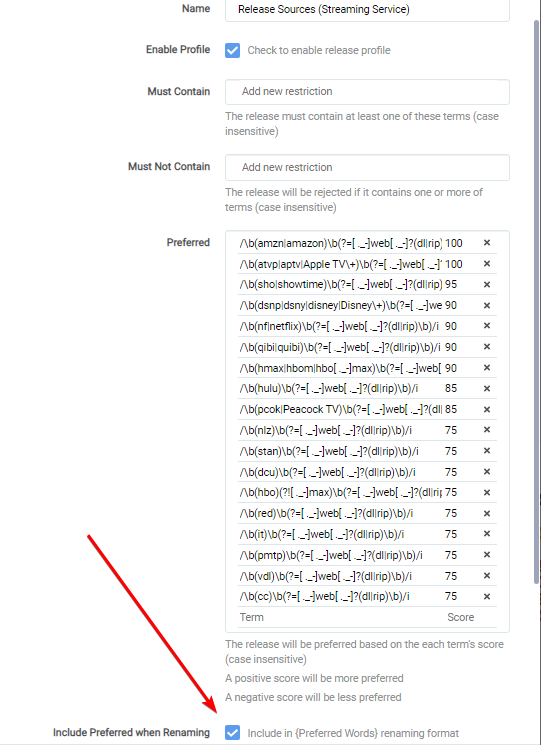 Name Release Sources (Streaming Service)
Enable Profile Check to enable release profile
Must Contain Add new restriction
The release must contain at least one of these terms (case
insensitive)
Must Not Contain Add new restriction
The release will be rejected if it contains one or more of
terms (case insensitive)
Preferred
/\b(amzn|amazon)\b(?=[ ._-]web[ ._-]?(dl|rip) 100 ×
/\b(atvp|aptv|Apple TV\+)\b(?=[ ._-]web[ ._-]' 100 ×
/\b(sho|showtime)\b(?=[ ._-]web[ ._-]?(dl|rip) 95 ×
/\b(dsnp|dsny|disney|Disney\+)\b(?=[ ._-]we 90 ×
/\b(nf|netflix)\b(?=[ ._-]web[ ._-]?(dl|rip)\b)/i 90 ×
/\b(qibi|quibi)\b(?=[ ._-]web[ ._-]?(dl|rip)\b)/i 90 ×
/\b(hmax|hbom|hbo[ ._-]max)\b(?=[ ._-]web[ 90 ×
/\b(hulu)\b(?=[ ._-]web[ ._-]?(dl|rip)\b)/i 85 ×
/\b(pcok|Peacock TV)\b(?=[ ._-]web[ ._-]?(dl| 85 ×
/\b(nlz)\b(?=[ ._-]web[ ._-]?(dl|rip)\b)/i 75 ×
/\b(stan)\b(?=[ ._-]web[ ._-]?(dl|rip)\b)/i 75 ×
/\b(dcu)\b(?=[ ._-]web[ ._-]?(dl|rip)\b)/i 75 ×
/\b(hbo)(?![ ._-]max)\b(?=[ ._-]web[ ._-]?(dl|rip 75 ×
/\b(red)\b(?=[ ._-]web[ ._-]?(dl|rip)\b)/i 75 ×
/\b(it)\b(?=[ ._-]web[ ._-]?(dl|rip)\b)/i 75 ×
/\b(pmtp)\b(?=[ ._-]web[ ._-]?(dl|rip)\b)/i 75 ×
/\b(vdl)\b(?=[ ._-]web[ ._-]?(dl|rip)\b)/i 75 ×
/\b(cc)\b(?=[ ._-]web[ ._-]?(dl|rip)\b)/i 75 ×
Term Score
The release will be preferred based on the each term's score
(case insensitive)
A positive score will be more preferred
A negative score will be less preferred
Include Preferred when Renaming Include in {Preferred Words} renaming format